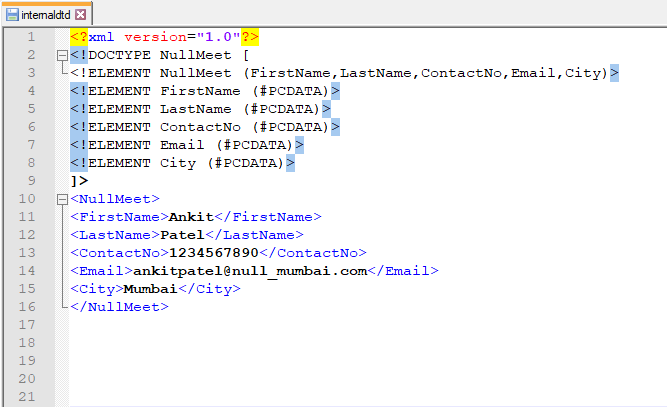 internaldtd
1 <?xml version="1.0"?>
2 <!DOCTYPE NullMeet [
3 <!ELEMENT NullMeet (FirstName,LastName,ContactNo,Email,City)>
4 <!ELEMENT FirstName (#PCDATA)>
5 <!ELEMENT LastName (#PCDATA)>
6 <!ELEMENT ContactNo (#PCDATA)>
7 <!ELEMENT Email (#PCDATA)>
8 <!ELEMENT City (#PCDATA)>
9 ]>
10 <NullMeet>
11 <FirstName>Ankit</FirstName>
12 <LastName>Patel</LastName>
13 <ContactNo>1234567890</ContactNo>
14 <Email>ankitpatel@null_mumbai.com</Email>
15 <City>Mumbai</City>
16 </NullMeet>
17
18
19
20
21